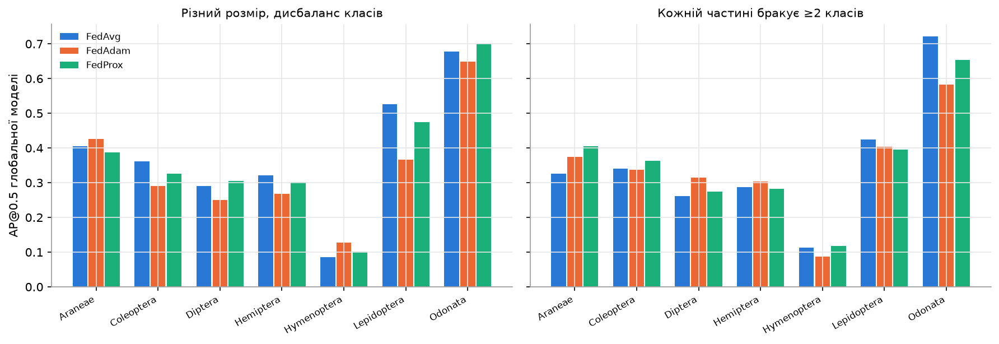 Різний розмір, дисбаланс класів
Кожній частині бракує ≥2 класів
FedAvg
FedAdam
FedProx
AP@0.5 глобальної моделі
0.7
0.6
0.5
0.4
0.3
0.2
0.1
0.0
Araneae
Coleoptera
Diptera
Hemiptera
Hymenoptera
Lepidoptera
Odonata
Araneae
Coleoptera
Diptera
Hemiptera
Hymenoptera
Lepidoptera
Odonata